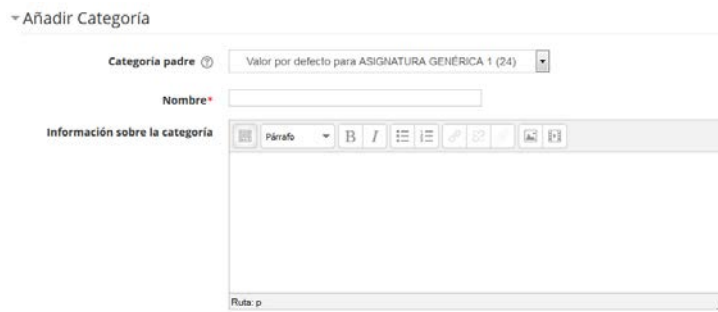 Añadir Categoría
Categoría padre
Valor por defecto para ASIGNATURA GENÉRICA 1 (24)
Nombre*
Información sobre la categoría
Párrafo
B I
Ruta: p